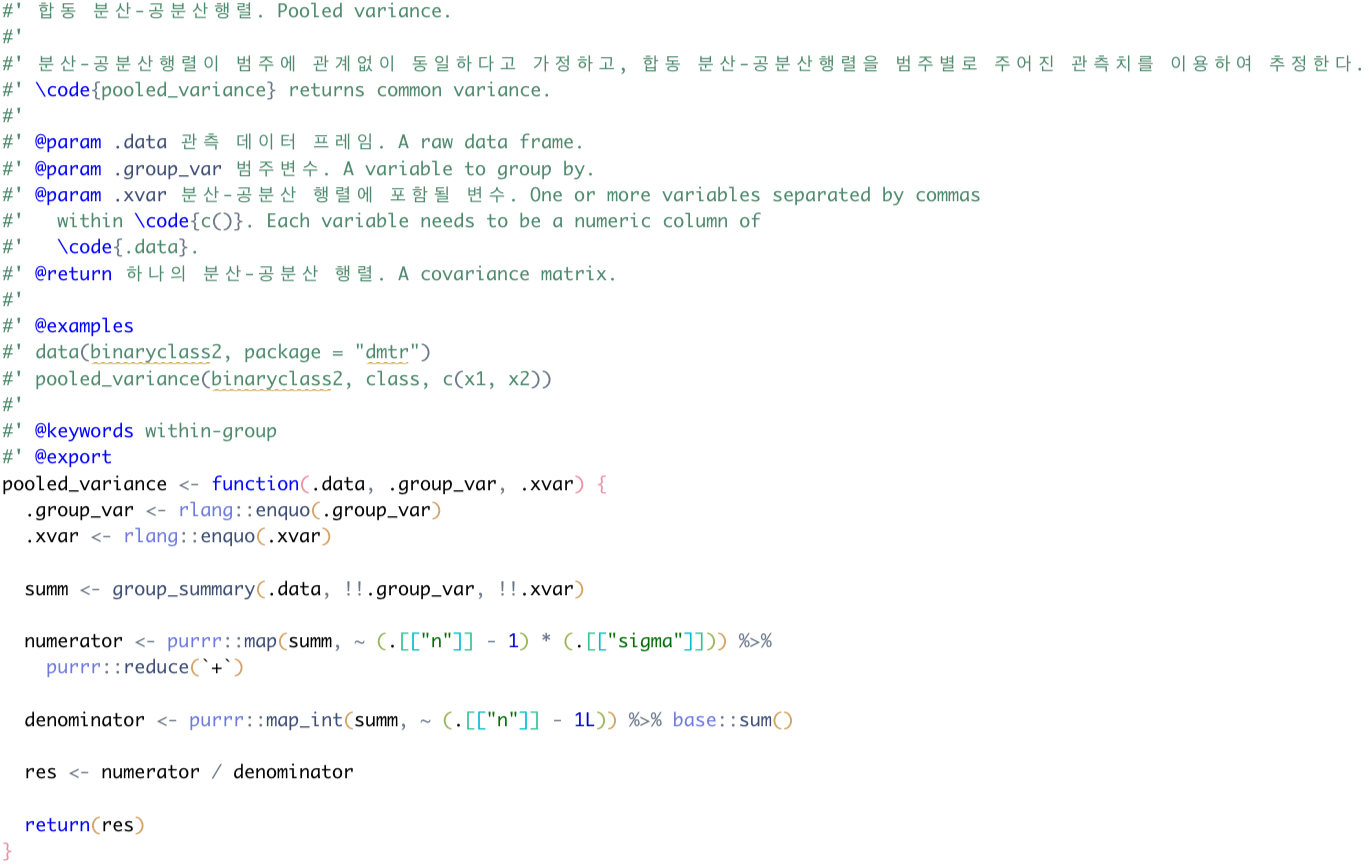 #' 합동 분산-공분산행렬. Pooled variance.
#'
#' 분산-공분산행렬이 범주에 관계없이 동일하다고 가정하고, 합동 분산-공분산행렬을 범주별로 주어진 관측치를 이용하여 추정한다.
#' \code{pooled_variance} returns common variance.
#'
#' @param .data 관측 데이터 프레임. A raw data frame.
#' @param .group_var 범주변수. A variable to group by.
#' @param .xvar 분산-공분산 행렬에 포함될 변수. One or more variables separated by commas
#'   within \code{c()}. Each variable needs to be a numeric column of
#'   \code{.data}.
#' @return 하나의 분산-공분산 행렬. A covariance matrix.
#'
#' @examples
#' data(binaryclass2, package = "dmtr")
#' pooled_variance(binaryclass2, class, c(x1, x2))
#'
#' @keywords within-group
#' @export
pooled_variance <- function(.data, .group_var, .xvar) {
  .group_var <- rlang::enquo(.group_var)
  .xvar <- rlang::enquo(.xvar)

  summ <- group_summary(.data, !!.group_var, !!.xvar)

  numerator <- purrr::map(summ, ~ (.[["n"]] - 1) * (.[["sigma"]])) %>%
    purrr::reduce(`+`)

  denominator <- purrr::map_int(summ, ~ (.[["n"]] - 1L)) %>% base::sum()

  res <- numerator / denominator

  return(res)
}